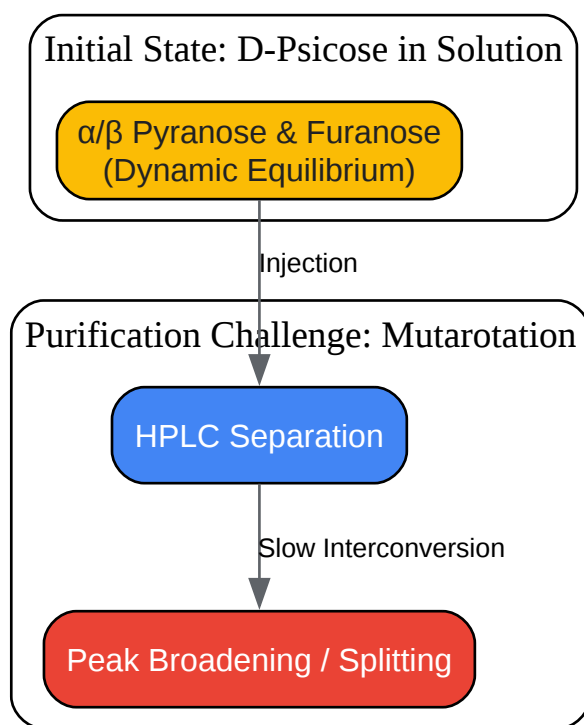 Initial State: D-Psicose in Solution
α/β Pyranose & Furanose
(Dynamic Equilibrium)
Injection
Purification Challenge: Mutarotation
HPLC Separation
Slow Interconversion
Peak Broadening / Splitting